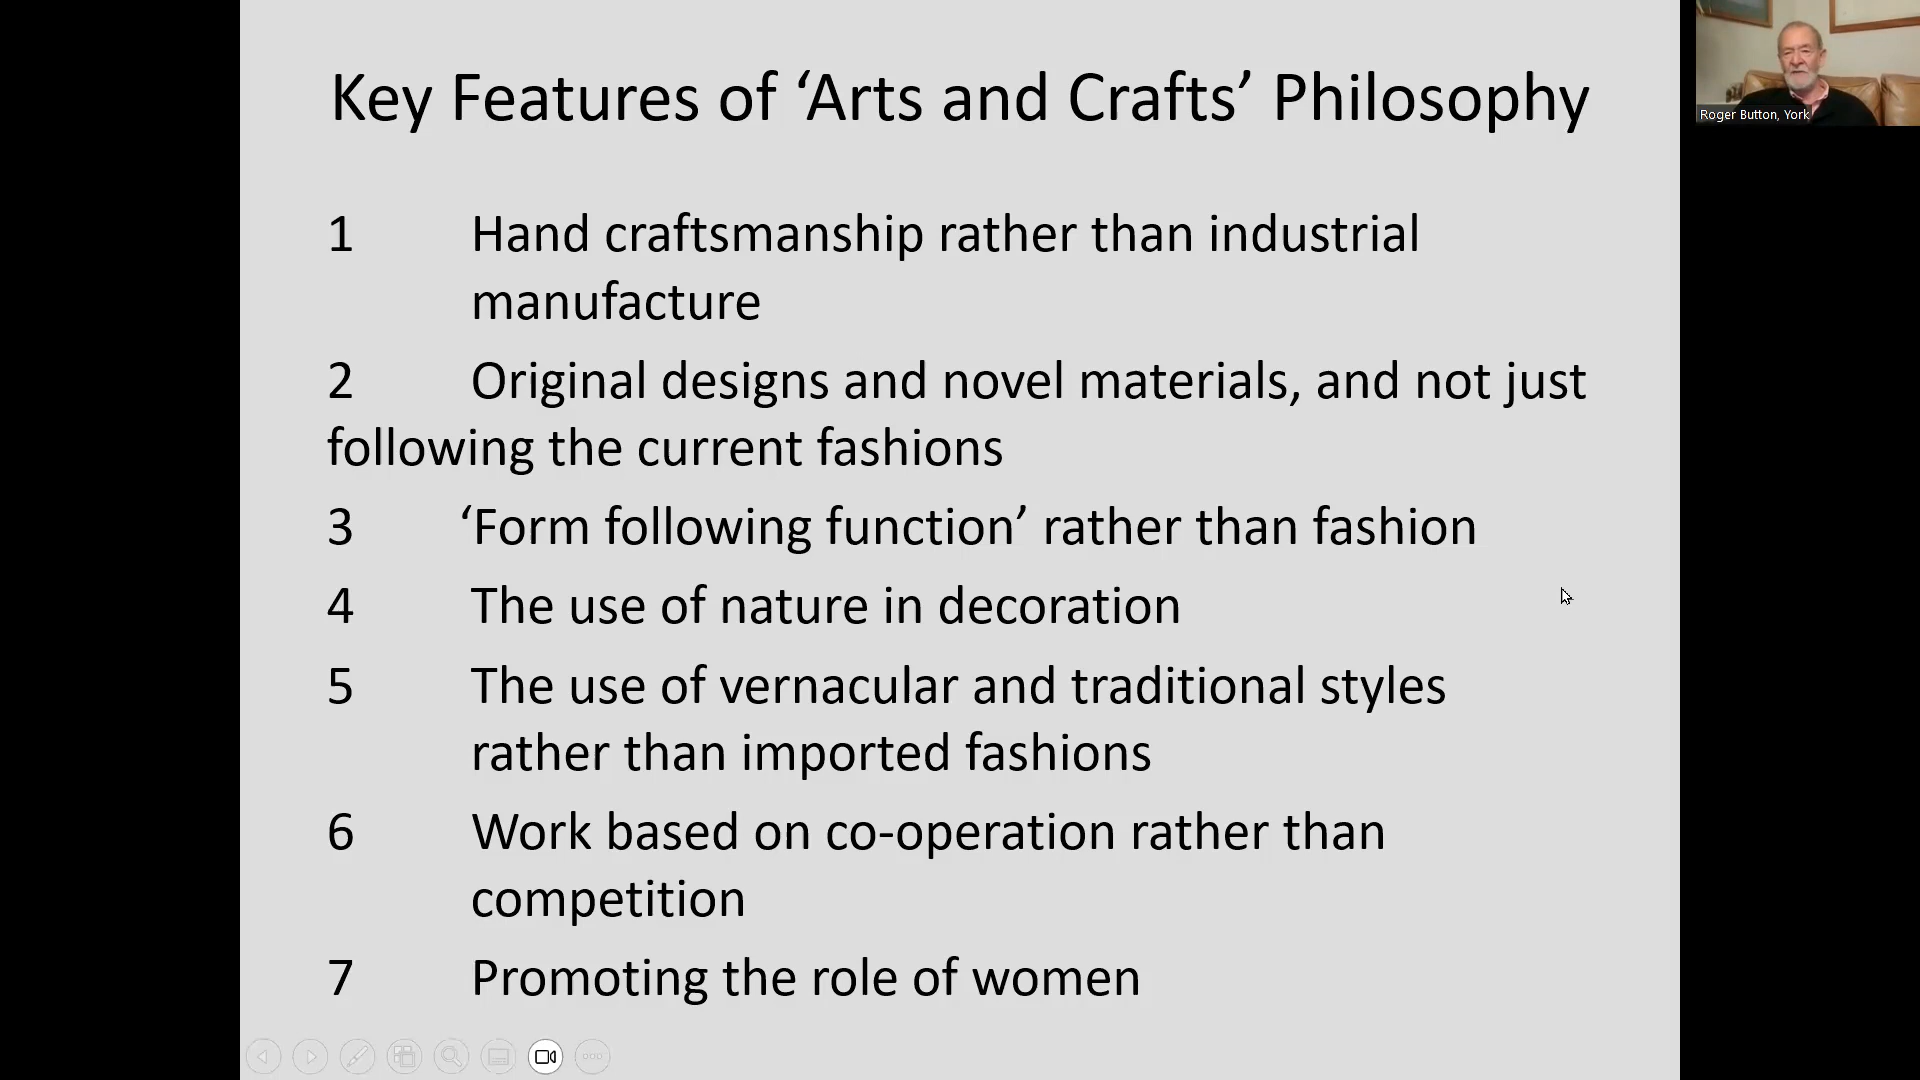 Key Features of ‘Arts and Crafts’ Philosophy
1 Hand craftsmanship rather than industrial
manufacture
2 Original designs and novel materials, and not just
following the current fashions
3 ‘Form following function’ rather than fashion
4 The use of nature in decoration
5 The use of vernacular and traditional styles
rather than imported fashions
6 Work based on co-operation rather than
competition
7 Promoting the role of women
Roger Button, York